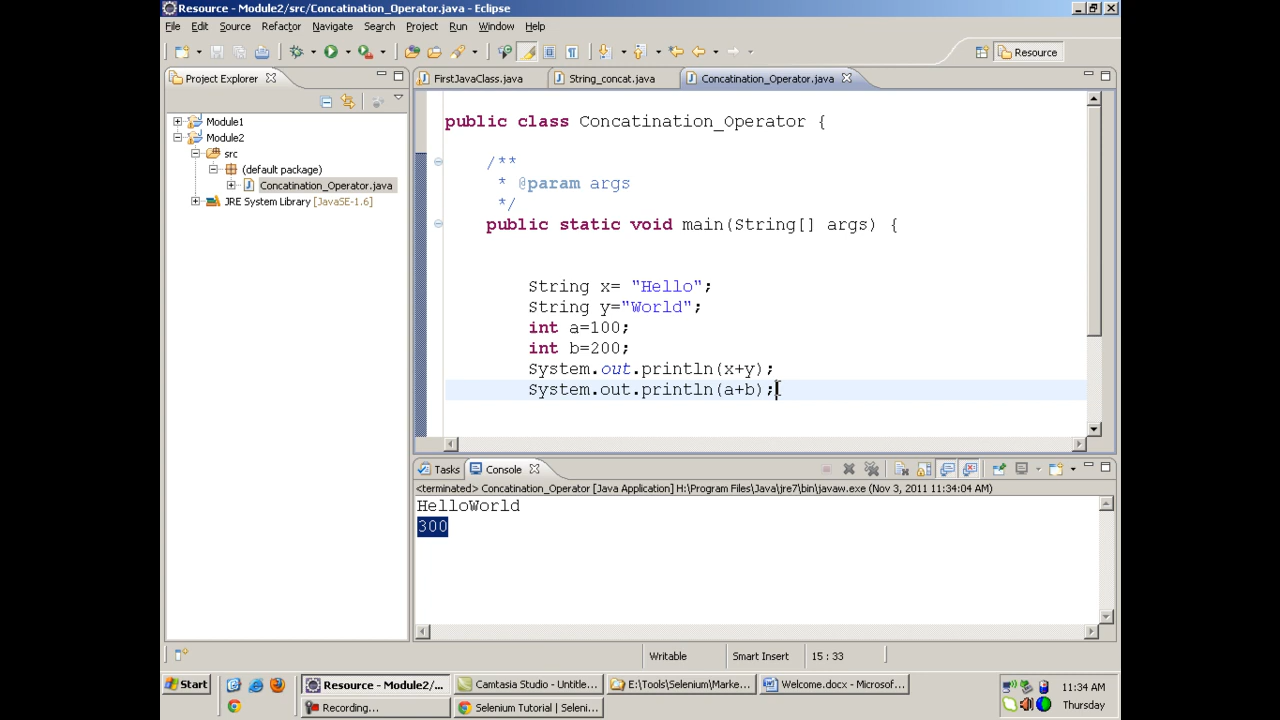 Resource - Module2/src/Concatination_Operator.java - Eclipse
File Edit Source Refactor Navigate Search Project Run Window Help
Resource
Project Explorer
FirstJavaClass.java String_concat.java Concatination_Operator.java
Module1
Module2
src
(default package)
Concatination_Operator.java
JRE System Library [JavaSE-1.6]
public class Concatination_Operator {
/**
* @param args
*/
public static void main(String[] args) {
String x= "Hello";
String y="World";
int a=100;
int b=200;
System.out.println(x+y);
System.out.println(a+b);
Tasks Console
<terminated> Concatination_Operator [Java Application] H:\Program Files\Java\jre7\bin\javaw.exe (Nov 3, 2011 11:34:04 AM)
HelloWorld
300
Writable Smart Insert 15 : 33
Start Resource - Module2/... Camtasia Studio - Untitle... E:\Tools\Selenium\Marke... Welcome.docx - Microsof... 11:34 AM
Recording... Selenium Tutorial | Seleni... Thursday